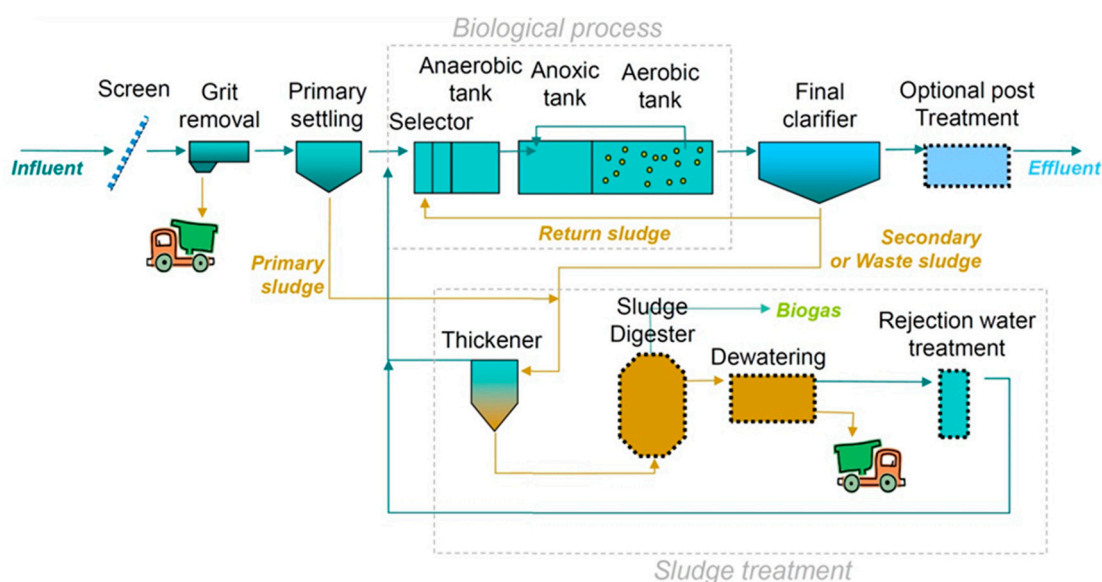 Biological process
Screen
Grit
removal
Primary
settling
Selector
Anaerobic
tank
Anoxic
tank
Aerobic
tank
Final
clarifier
Optional post
Treatment
Influent
Effluent
Return sludge
Primary
sludge
Secondary
or Waste sludge
Thickener
Sludge
Digester
Biogas
Dewatering
Rejection water
treatment
Sludge treatment